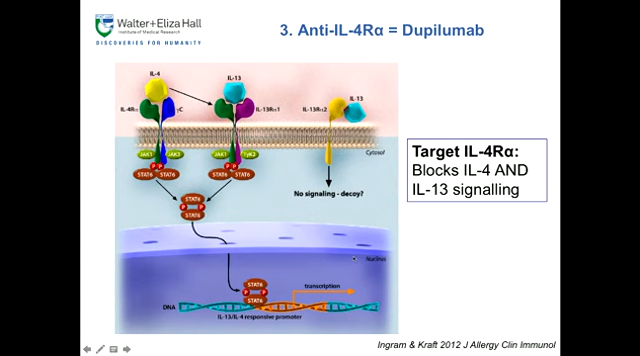 Walter+Eliza Hall
Institute of Medical Research
DISCOVERIES FOR HUMANITY
3. Anti-IL-4Rα = Dupilumab
IL-4
IL-13
IL-4Rα
γC
IL-13Rα1
IL-13Rα2
IL-13
JAK1
JAK3
JAK1
TyK2
Cytosol
P
P
P
P
STAT6
STAT6
STAT6
STAT6
No signaling - decoy?
STAT6
P
P
STAT6
Nucleus
STAT6
P
P
STAT6
transcription
DNA
IL-13/IL-4 responsive promoter
Target IL-4Rα:
Blocks IL-4 AND
IL-13 signalling
Ingram & Kraft 2012 J Allergy Clin Immunol